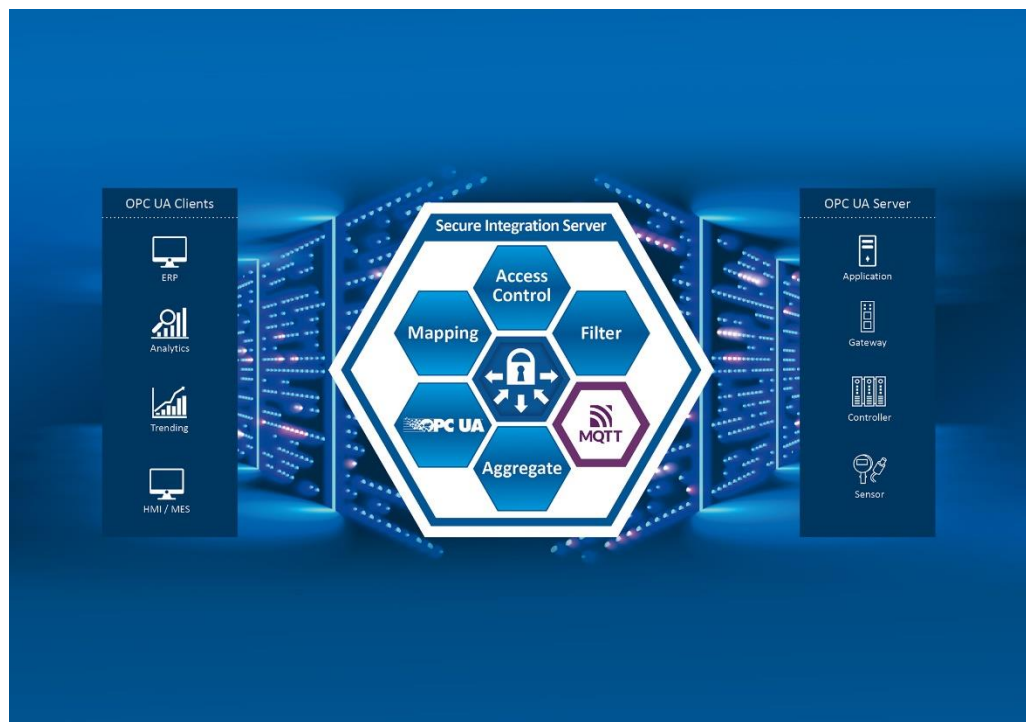 OPC UA Clients
ERP
Analytics
Trending
HMI / MES
Secure Integration Server
Access
Control
Mapping
Filter
OPC UA
MQTT
Aggregate
OPC UA Server
Application
Gateway
Controller
Sensor